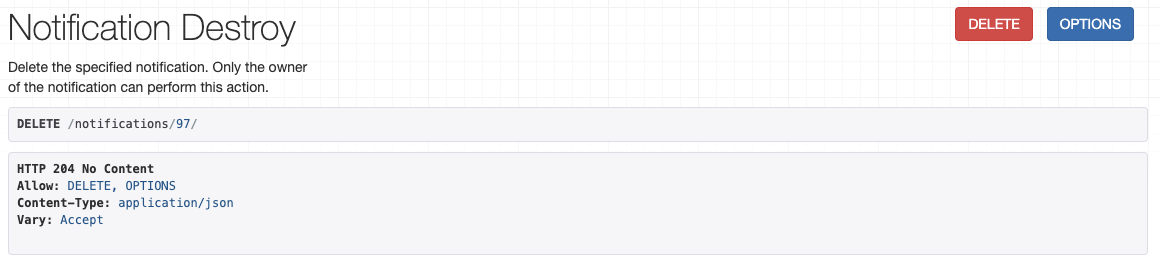 Notification Destroy
DELETE
OPTIONS
Delete the specified notification. Only the owner
of the notification can perform this action.
DELETE /notifications/97/
HTTP 204 No Content
Allow: DELETE, OPTIONS
Content-Type: application/json
Vary: Accept